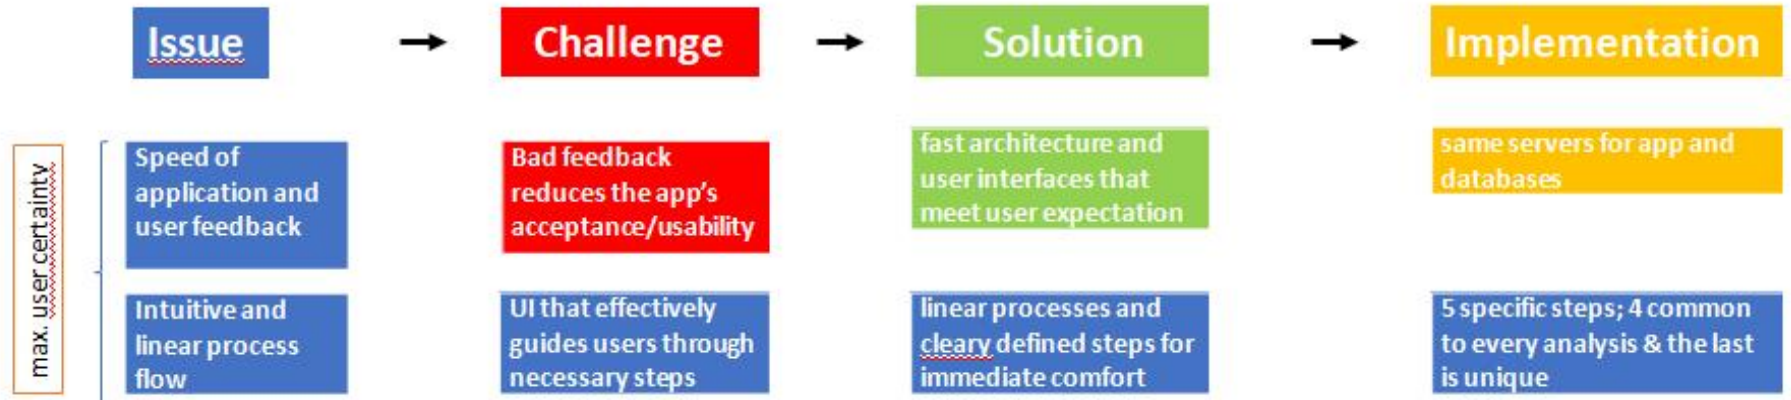 Issue
Challenge
Solution
Implementation
max. user certainty
Speed of
application and
user feedback
Bad feedback
reduces the app's
acceptance/usability
fast architecture and
user interfaces that
meet user expectation
same servers for app and
databases
Intuitive and
linear process
flow
UI that effectively
guides users through
necessary steps
linear processes and
cleary defined steps for
immediate comfort
5 specific steps; 4 common
to every analysis & the last
is unique